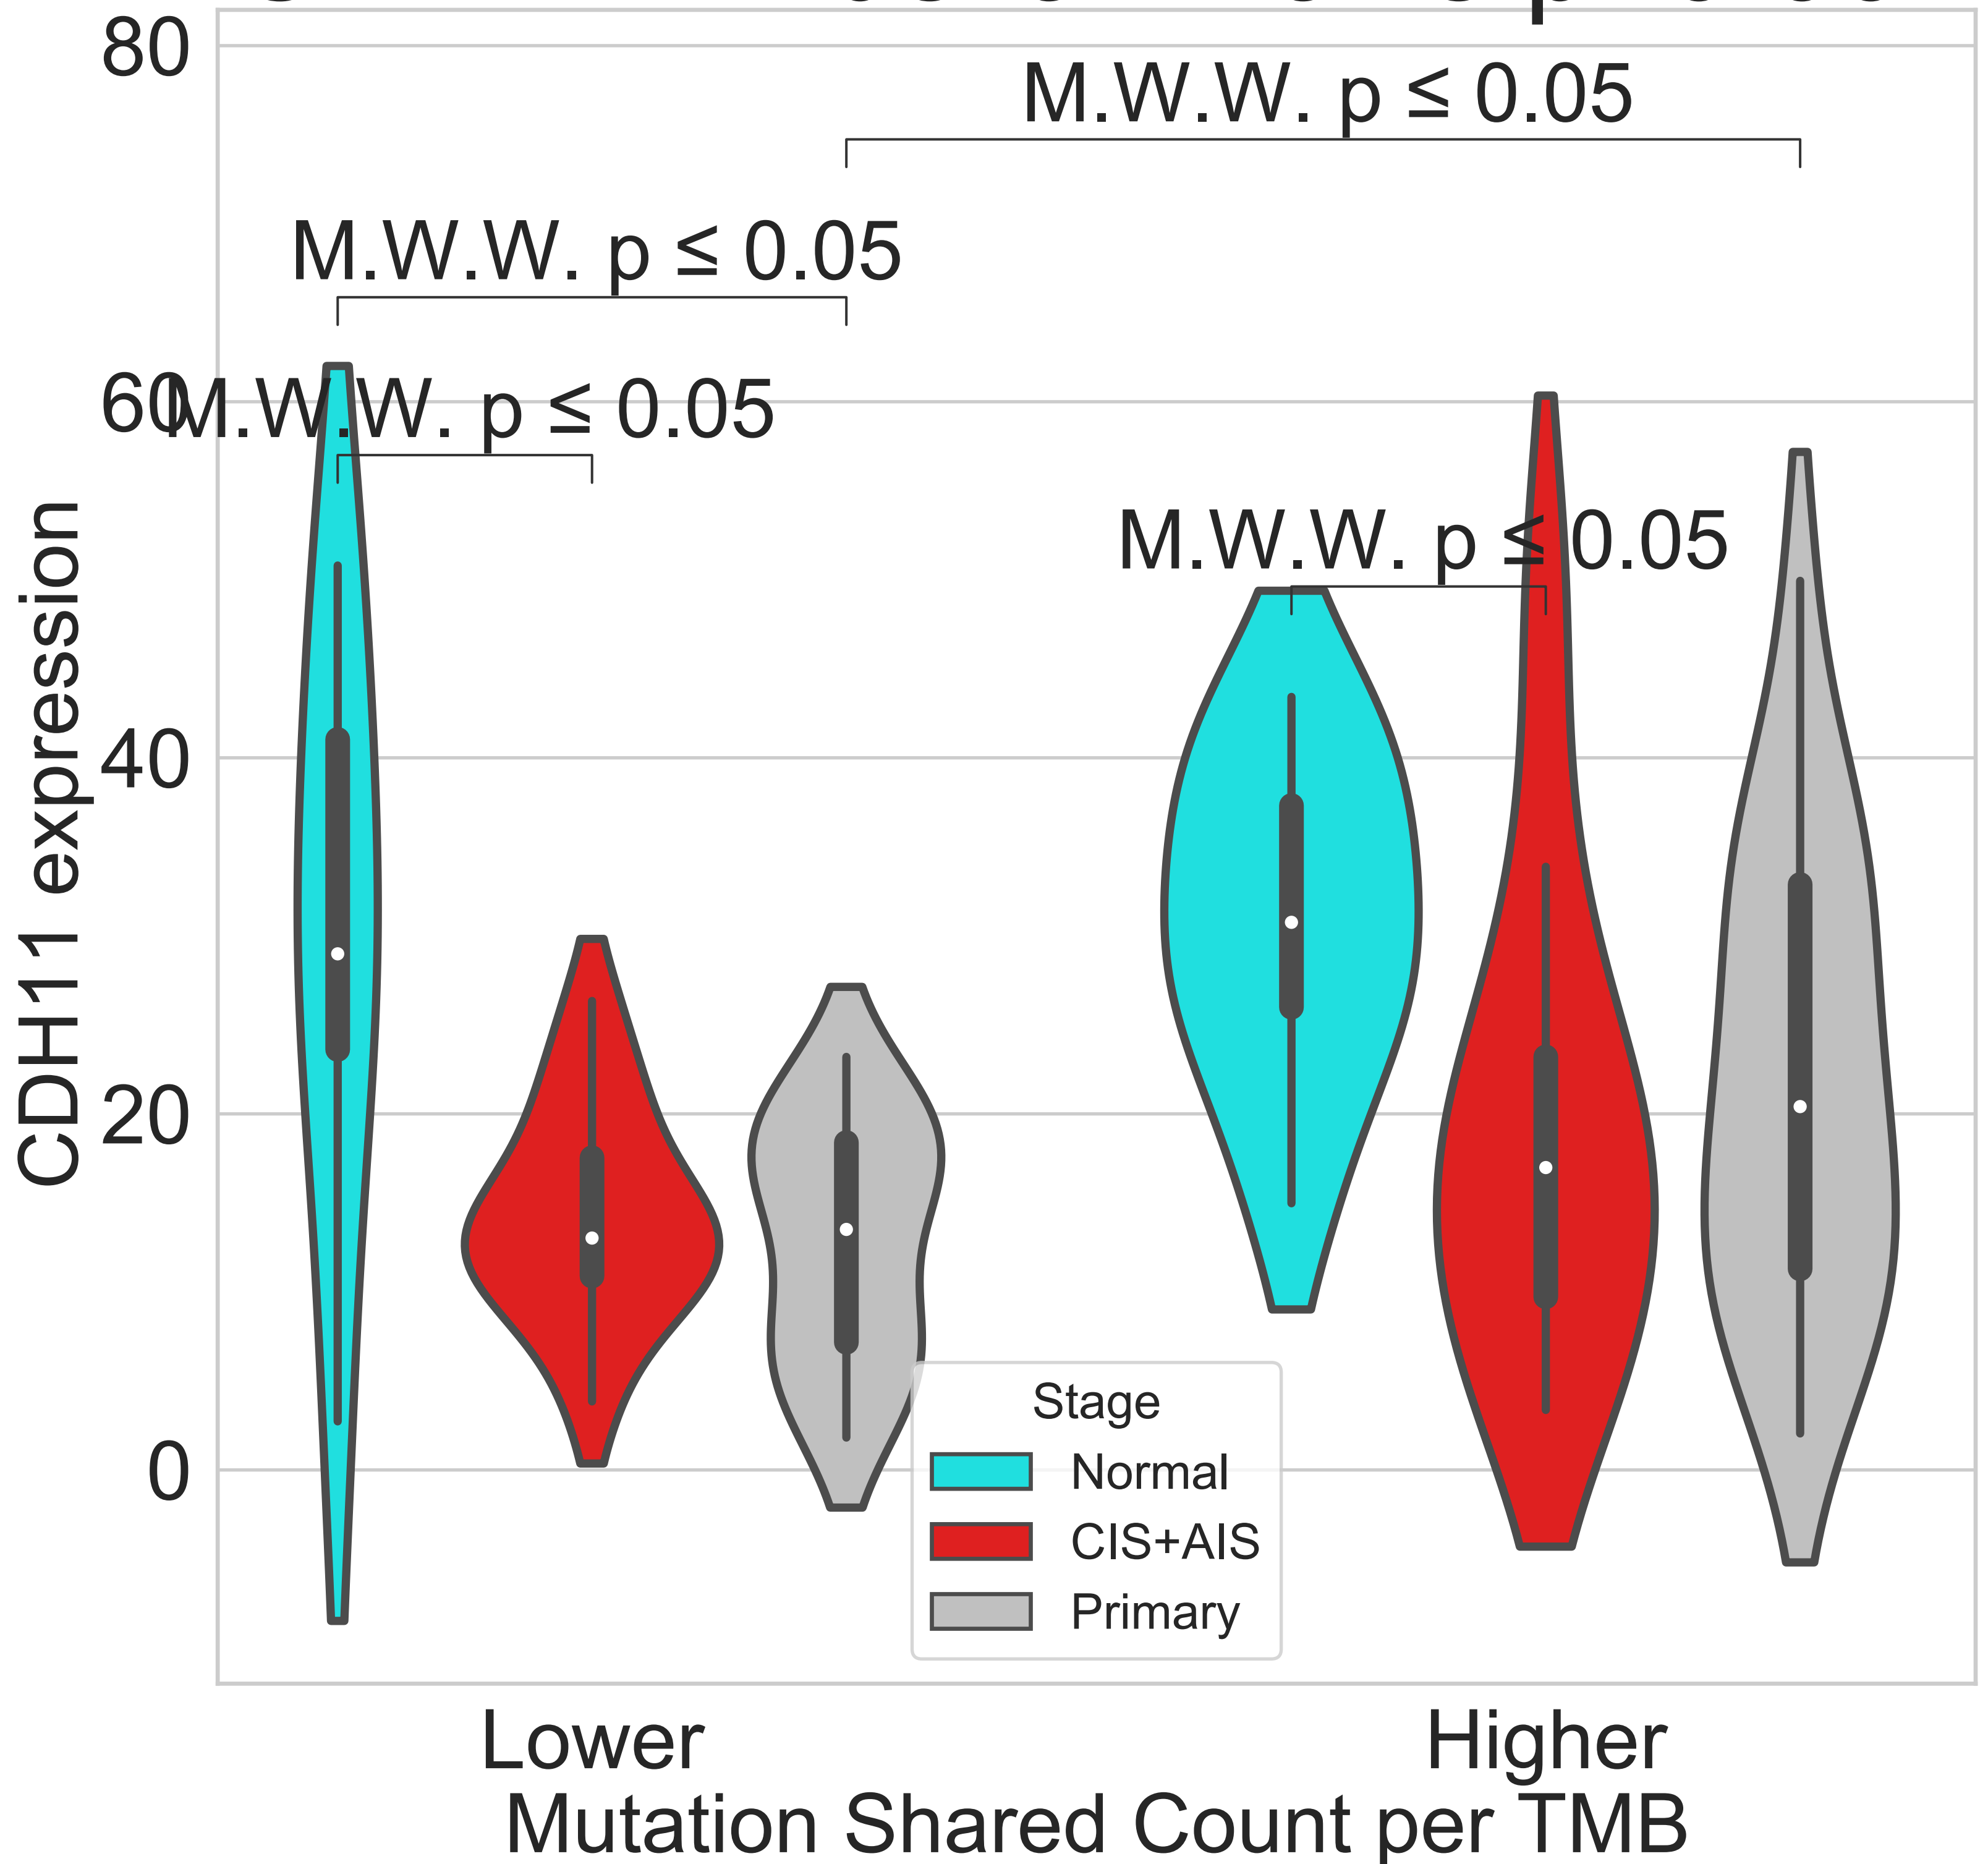 80
M.W.W. p ≤ 0.05
M.W.W. p ≤ 0.05
60
M.W.W. p ≤ 0.05
M.W.W. p ≤ 0.05
CDH11 expression
40
20
0
Stage
Normal
CIS+AIS
Primary
Lower
Higher
Mutation Shared Count per TMB